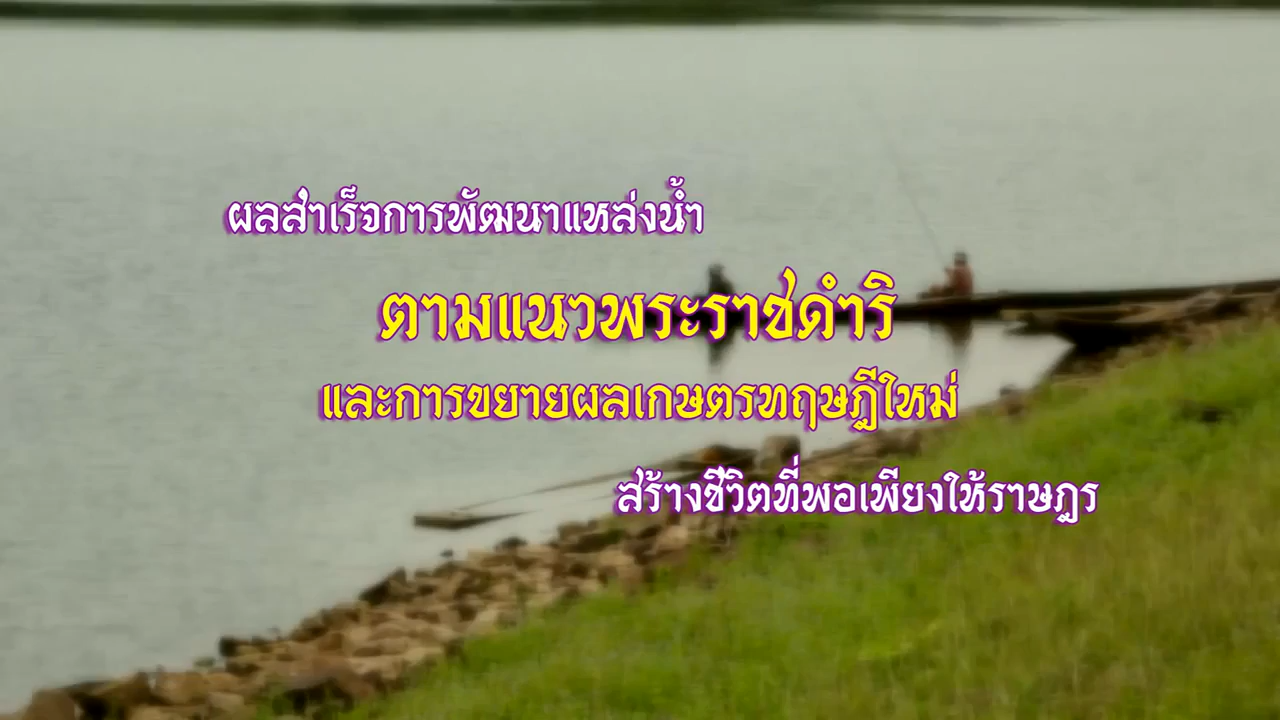 ผลสำเร็จการพัฒนาแหล่งน้ำ
ตามแนวพระราชดำริ
และการขยายผลเกษตรทฤษฎีใหม่
สร้างชีวิตที่พอเพียงให้ราษฎร